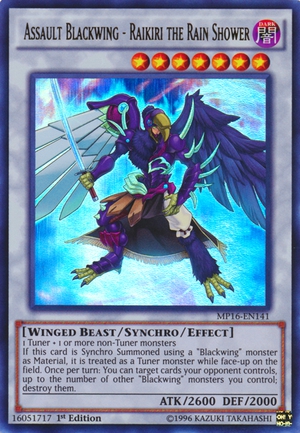 ASSAULT BLACKWING - RAIKIRI THE RAIN SHOWER
DARK
闇
MP16-EN141
[WINGED BEAST/SYNCHRO/EFFECT]
1 Tuner + 1 or more non-Tuner monsters
If this card is Synchro Summoned using a "Blackwing" monster
as Material, it is treated as a Tuner monster while face-up on the
field. Once per turn: You can target cards your opponent controls,
up to the number of other "Blackwing" monsters you control;
destroy them.
ATK/2600 DEF/2000
16051717 1st Edition ©1996 KAZUKI TAKAHASHI